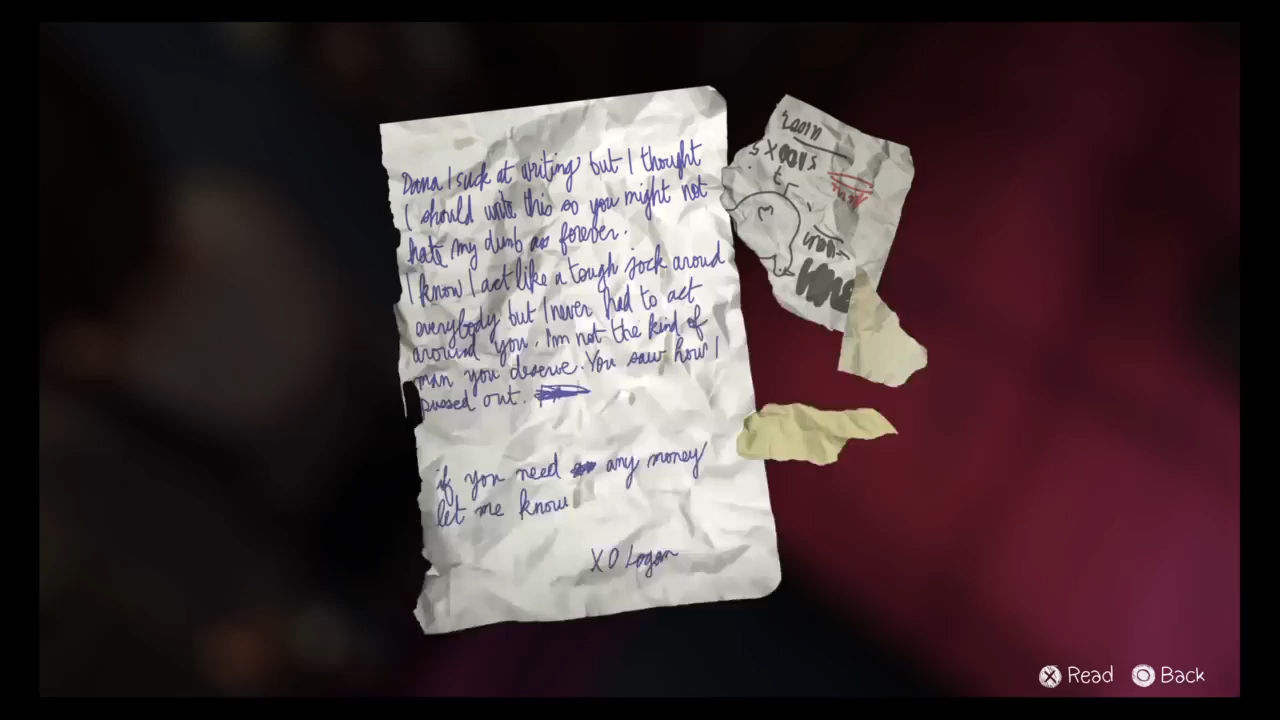 Dana I suck at writing but I thought
I should write this so you might not
hate my dumb ass forever.
I know I act like a tough jock aroud
everybody but I never had to act
around you. I'm not the kind of
man you deserve. You saw how I
pussed out.
if you need any money
let me know
XO Logan
Read
Back